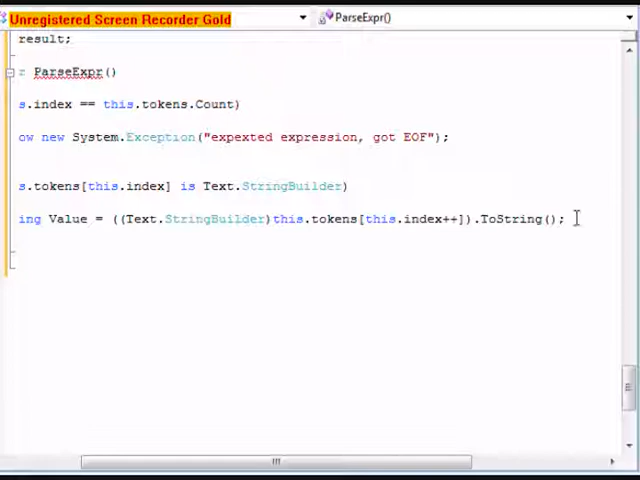 Unregistered Screen Recorder Gold
ParseExpr()
result;
r ParseExpr()
s.index == this.tokens.Count)
ow new System.Exception("expexted expression, got EOF");
s.tokens[this.index] is Text.StringBuilder)
ing Value = ((Text.StringBuilder)this.tokens[this.index++]).ToString();